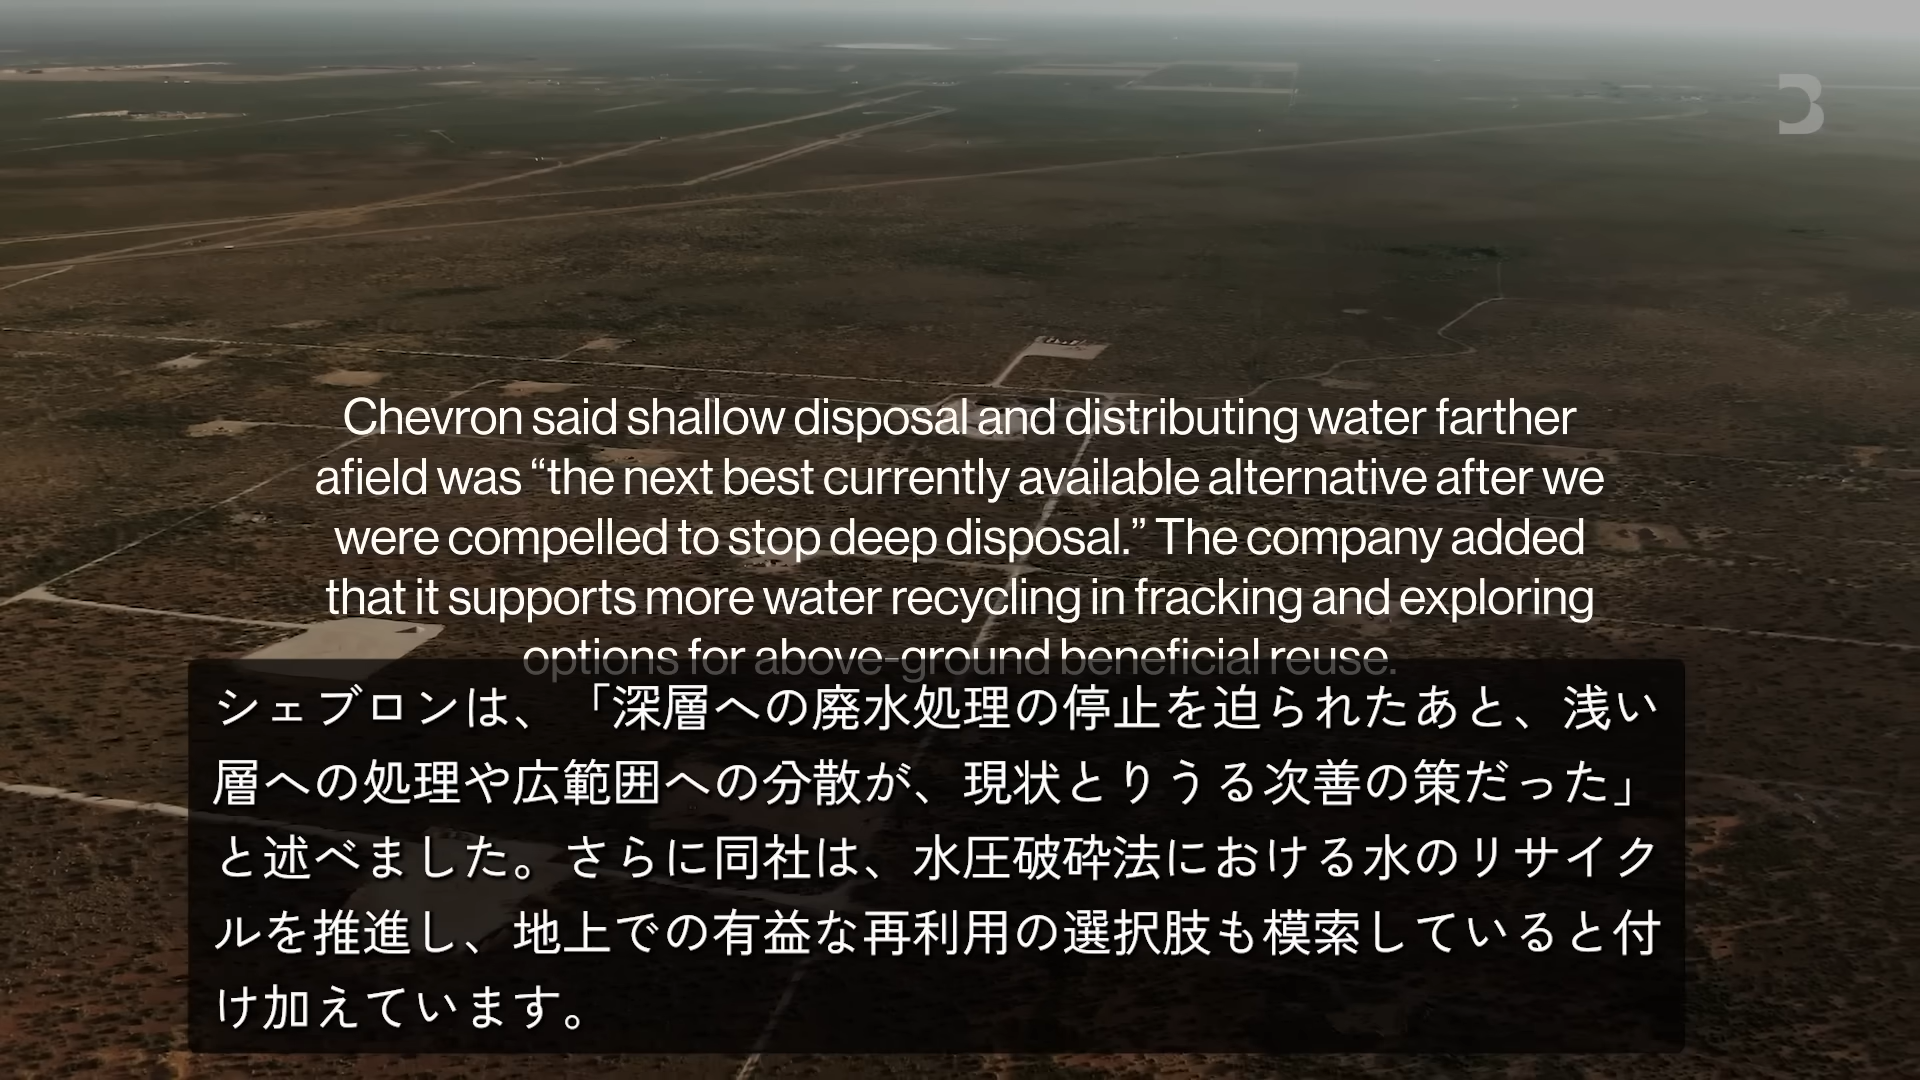 Chevron said shallow disposal and distributing water farther
afield was “the next best currently available alternative after we
were compelled to stop deep disposal.” The company added
that it supports more water recycling in fracking and exploring
options for above-ground beneficial reuse.
シェブロンは、「深層への廃水処理の停止を迫られたあと、浅い
層への処理や広範囲への分散が、現状とりうる次善の策だった」
と述べました。さらに同社は、水圧破砕法における水のリサイク
ルを推進し、地上での有益な再利用の選択肢も模索していると付
け加えています。